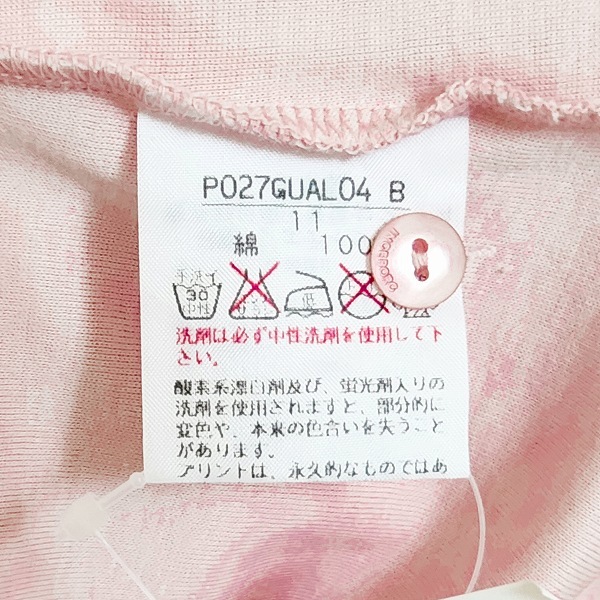 P027GUAL04 B
11
綿 100
手洗イ
30
中性
低
洗剤は必ず中性洗剤を使用して下
さい。
酸素系漂白剤及び、蛍光剤入りの
洗剤を使用されますと、部分的に
変色や、本来の色合いを失うこと
があります。
プリントは、永久的なものではあ